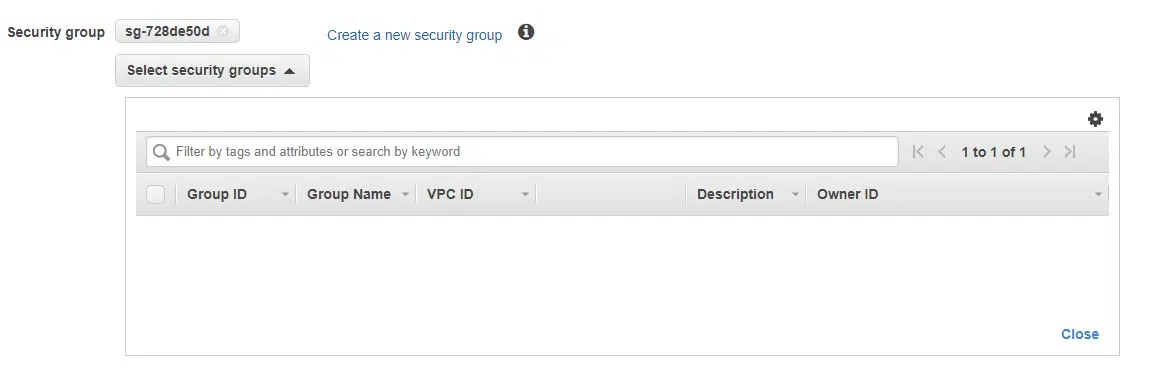 Security group sg-728de50d Create a new security group
Select security groups
Filter by tags and attributes or search by keyword 1 to 1 of 1
Group ID Group Name VPC ID Description Owner ID
Close